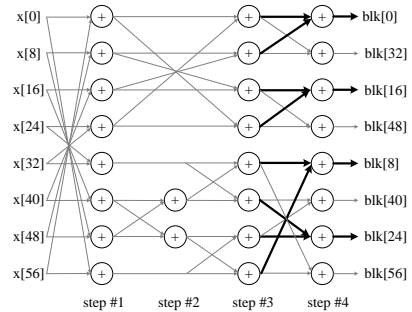 x[0] + + + blk[0]
x[8] + + + blk[32]
x[16] + + + blk[16]
x[24] + + + blk[48]
x[32] + + + blk[8]
x[40] + + + + blk[40]
x[48] + + + + blk[24]
x[56] + + + blk[56]
step #1 step #2 step #3 step #4